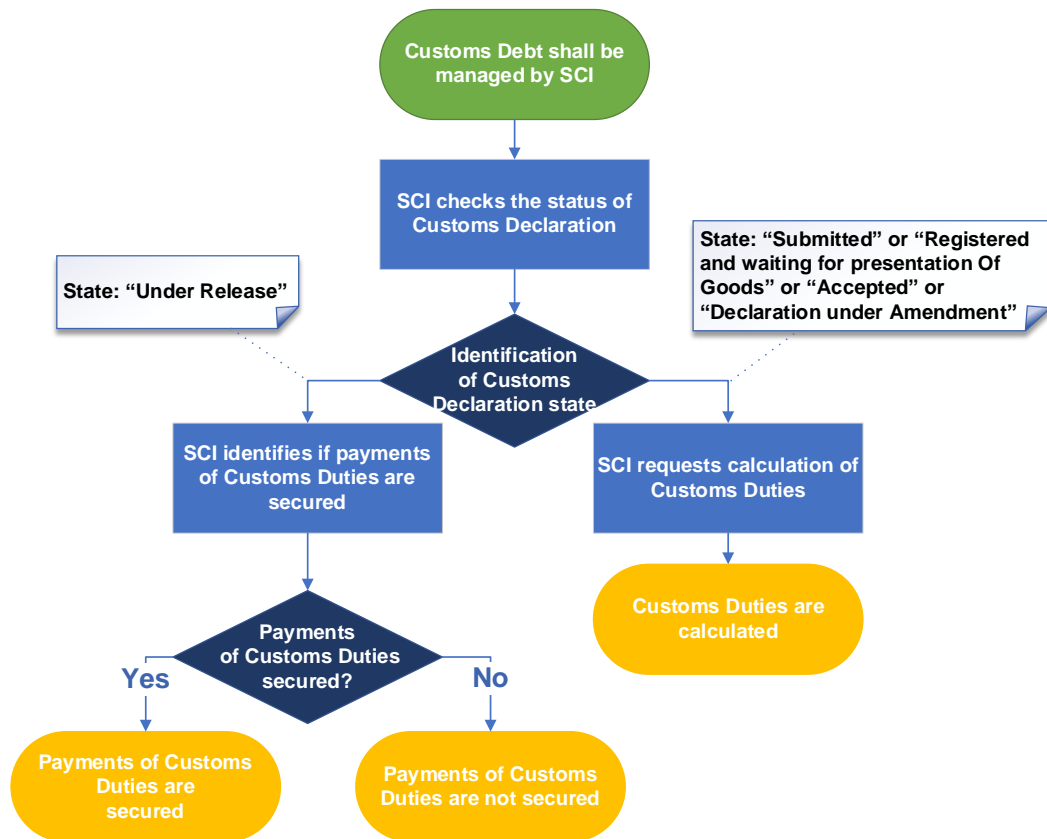 Customs Debt shall be
managed by SCI
SCI checks the status of
Customs Declaration
State: “Under Release”
State: “Submitted” or “Registered
and waiting for presentation Of
Goods” or “Accepted” or
“Declaration under Amendment”
Identification
of Customs
Declaration state
SCI identifies if payments
of Customs Duties are
secured
SCI requests calculation of
Customs Duties
Payments
of Customs Duties
secured?
Customs Duties are
calculated
Yes
No
Payments of Customs
Duties are
secured
Payments of Customs
Duties are not secured